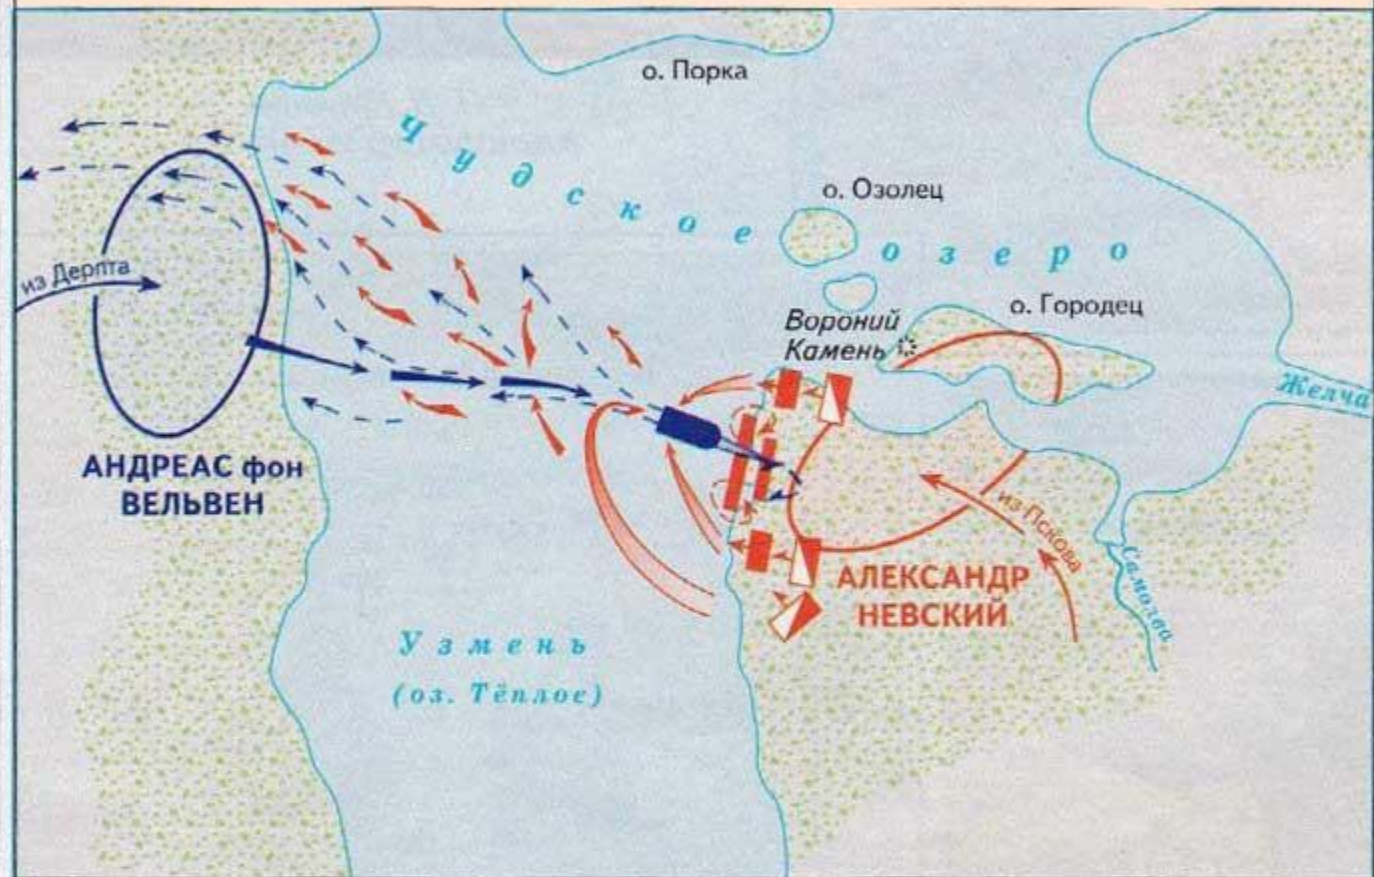 о. Порка
Чудское озеро
о. Озолец
из Дерпта
о. Городец
Вороний
Камень
Желча
АНДРЕАС фон
ВЕЛЬВЕН
из Пскова
АЛЕКСАНДР
НЕВСКИЙ
Самолва
Узмень
(оз. Тёплое)